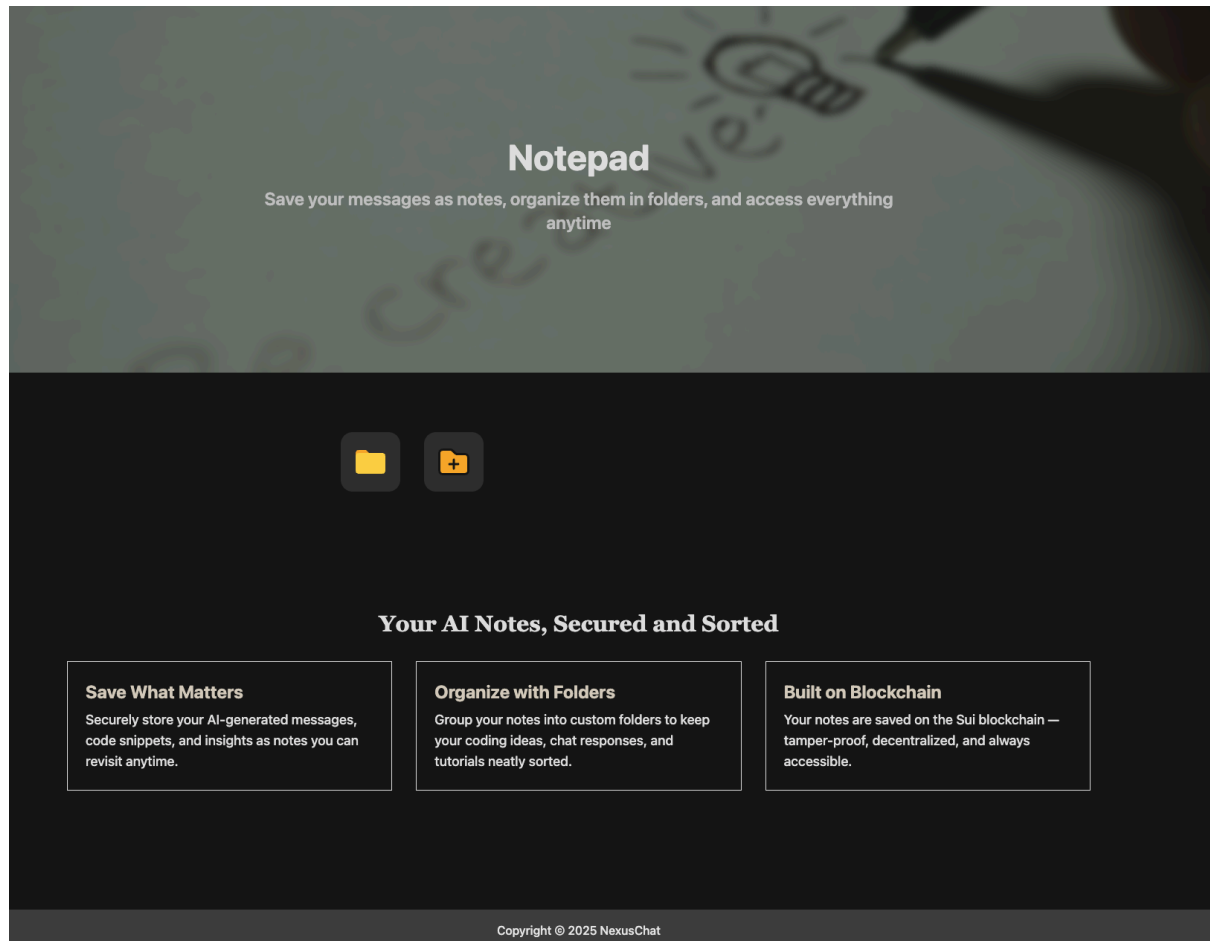 Be creative
Notepad
Save your messages as notes, organize them in folders, and access everything
anytime
Your AI Notes, Secured and Sorted
Save What Matters
Securely store your AI-generated messages,
code snippets, and insights as notes you can
revisit anytime.
Organize with Folders
Group your notes into custom folders to keep
your coding ideas, chat responses, and
tutorials neatly sorted.
Built on Blockchain
Your notes are saved on the Sui blockchain —
tamper-proof, decentralized, and always
accessible.
Copyright © 2025 NexusChat